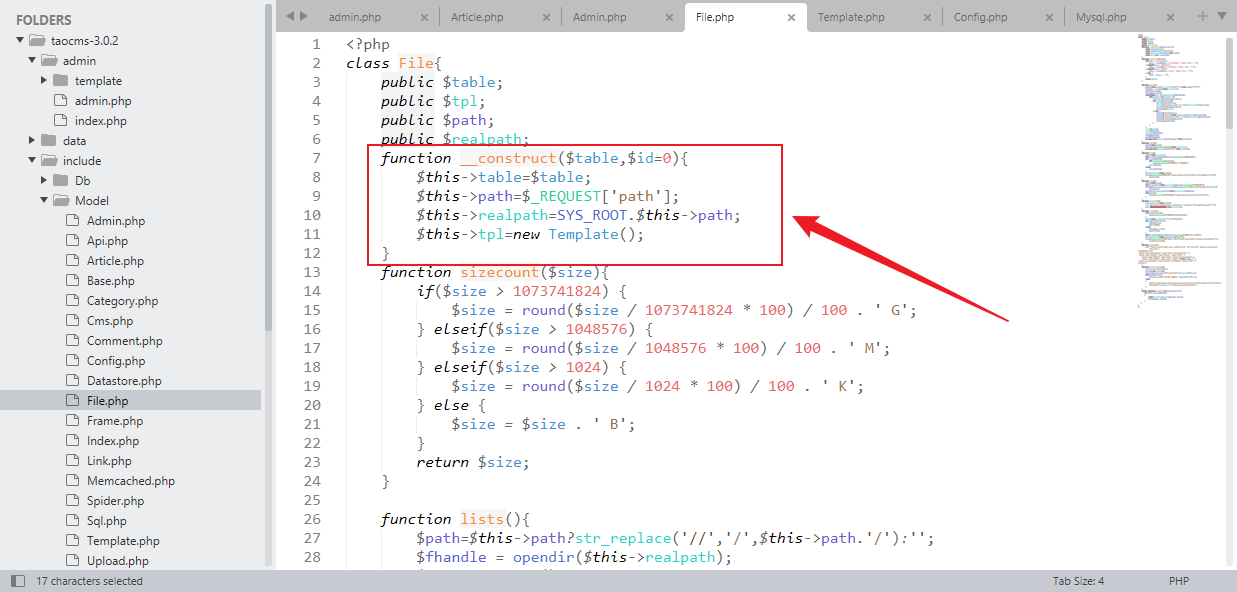 FOLDERS
taocms-3.0.2
admin
template
admin.php
index.php
data
include
Db
Model
Admin.php
Api.php
Article.php
Base.php
Category.php
Cms.php
Comment.php
Config.php
Datastore.php
File.php
Frame.php
Index.php
Link.php
Memcached.php
Spider.php
Sql.php
Template.php
Upload.php
admin.php × Article.php × Admin.php × File.php × Template.php × Config.php × Mysql.php ×
1 <?php
2 class File{
3 public $table;
4 public $tpl;
5 public $path;
6 public $realpath;
7 function __construct($table,$id=0){
8 $this->table=$table;
9 $this->path=$_REQUEST['path'];
10 $this->realpath=SYS_ROOT.$this->path;
11 $this->tpl=new Template();
12 }
13 function sizecount($size){
14 if($size > 1073741824) {
15 $size = round($size / 1073741824 * 100) / 100 . ' G';
16 } elseif($size > 1048576) {
17 $size = round($size / 1048576 * 100) / 100 . ' M';
18 } elseif($size > 1024) {
19 $size = round($size / 1024 * 100) / 100 . ' K';
20 } else {
21 $size = $size . ' B';
22 }
23 return $size;
24 }
25
26 function lists(){
27 $path=$this->path?str_replace('//','/',$this->path.'/'):'';
28 $fhandle = opendir($this->realpath);
17 characters selected
Tab Size: 4
PHP